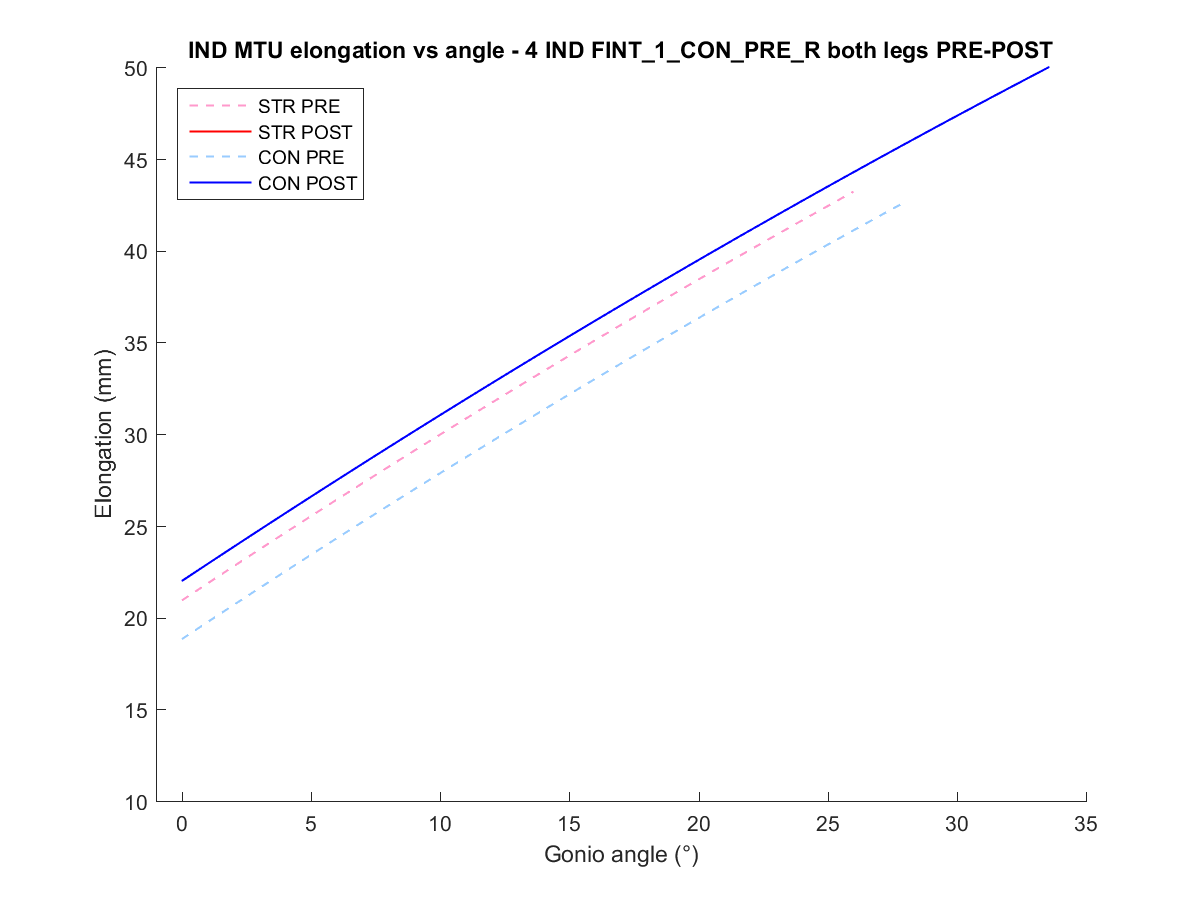 IND MTU elongation vs angle - 4 IND FINT_1_CON_PRE_R both legs PRE-POST
STR PRE
STR POST
CON PRE
CON POST
50
45
40
35
30
25
20
15
10
Elongation (mm)
0 5 10 15 20 25 30 35
Gonio angle (°)